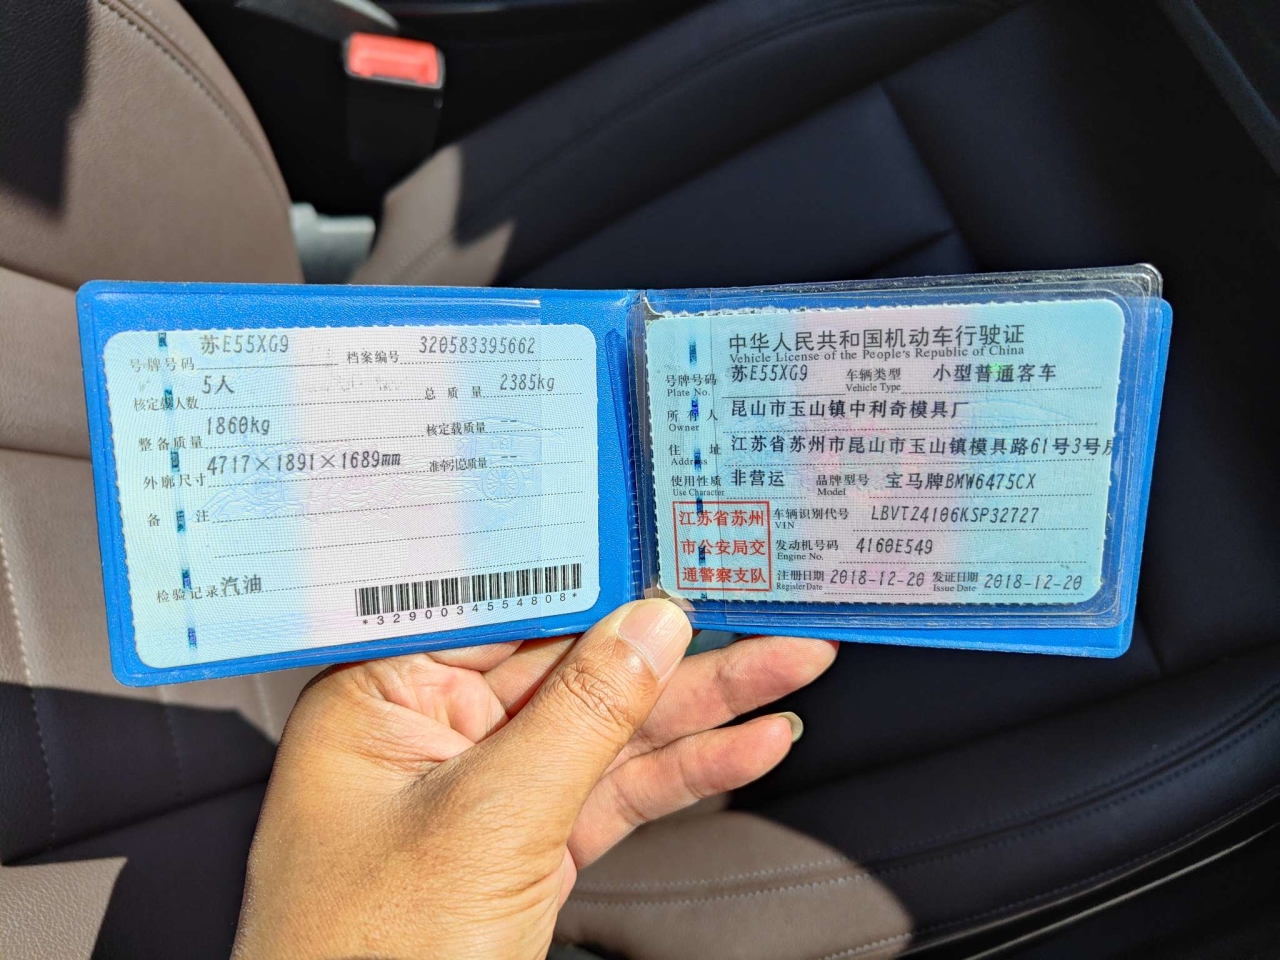 号牌号码 苏E55XG9 档案编号 320583395662
核定载人数 5人 总质量 2385kg
整备质量 1860kg 核定载质量 --
外廓尺寸 4717×1891×1689mm 准牵引总质量 --
备注
检验记录 汽油
*3290034554808*
中华人民共和国机动车行驶证
Vehicle License of the People's Republic of China
号牌号码 苏E55XG9 车辆类型 小型普通客车
Plate No. Vehicle Type
所有人 昆山市玉山镇中利奇模具厂
Owner
住址 江苏省苏州市昆山市玉山镇模具路61号3号房
Address
使用性质 非营运 品牌型号 宝马牌BMW6475CX
Use Character Model
江苏省苏州
市公安局交
通警察支队
车辆识别代号 LBVTZ4106KSP32727
VIN
发动机号码 4160E549
Engine No.
注册日期 2018-12-20 发证日期 2018-12-20
Register Date Issue Date